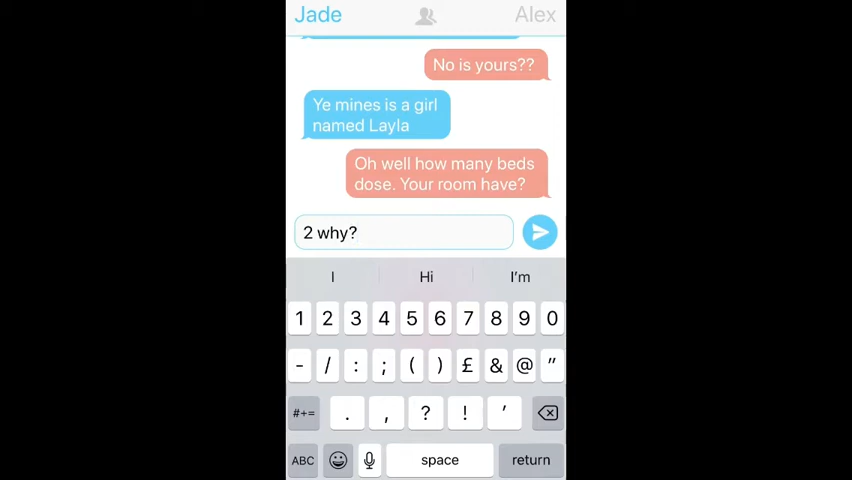 Jade Alex
No is yours??
Ye mines is a girl
named Layla
Oh well how many beds
dose. Your room have?
2 why?
I Hi I'm
1 2 3 4 5 6 7 8 9 0
- / : ; ( ) £ & @ "
#+= . , ? ! '
ABC space return